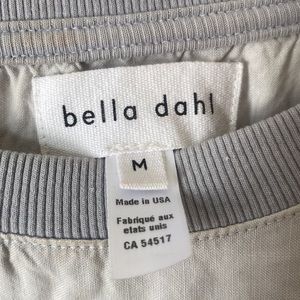 bella dahl
M
Made in USA
Fabriqué aux
etats unis
CA 54517